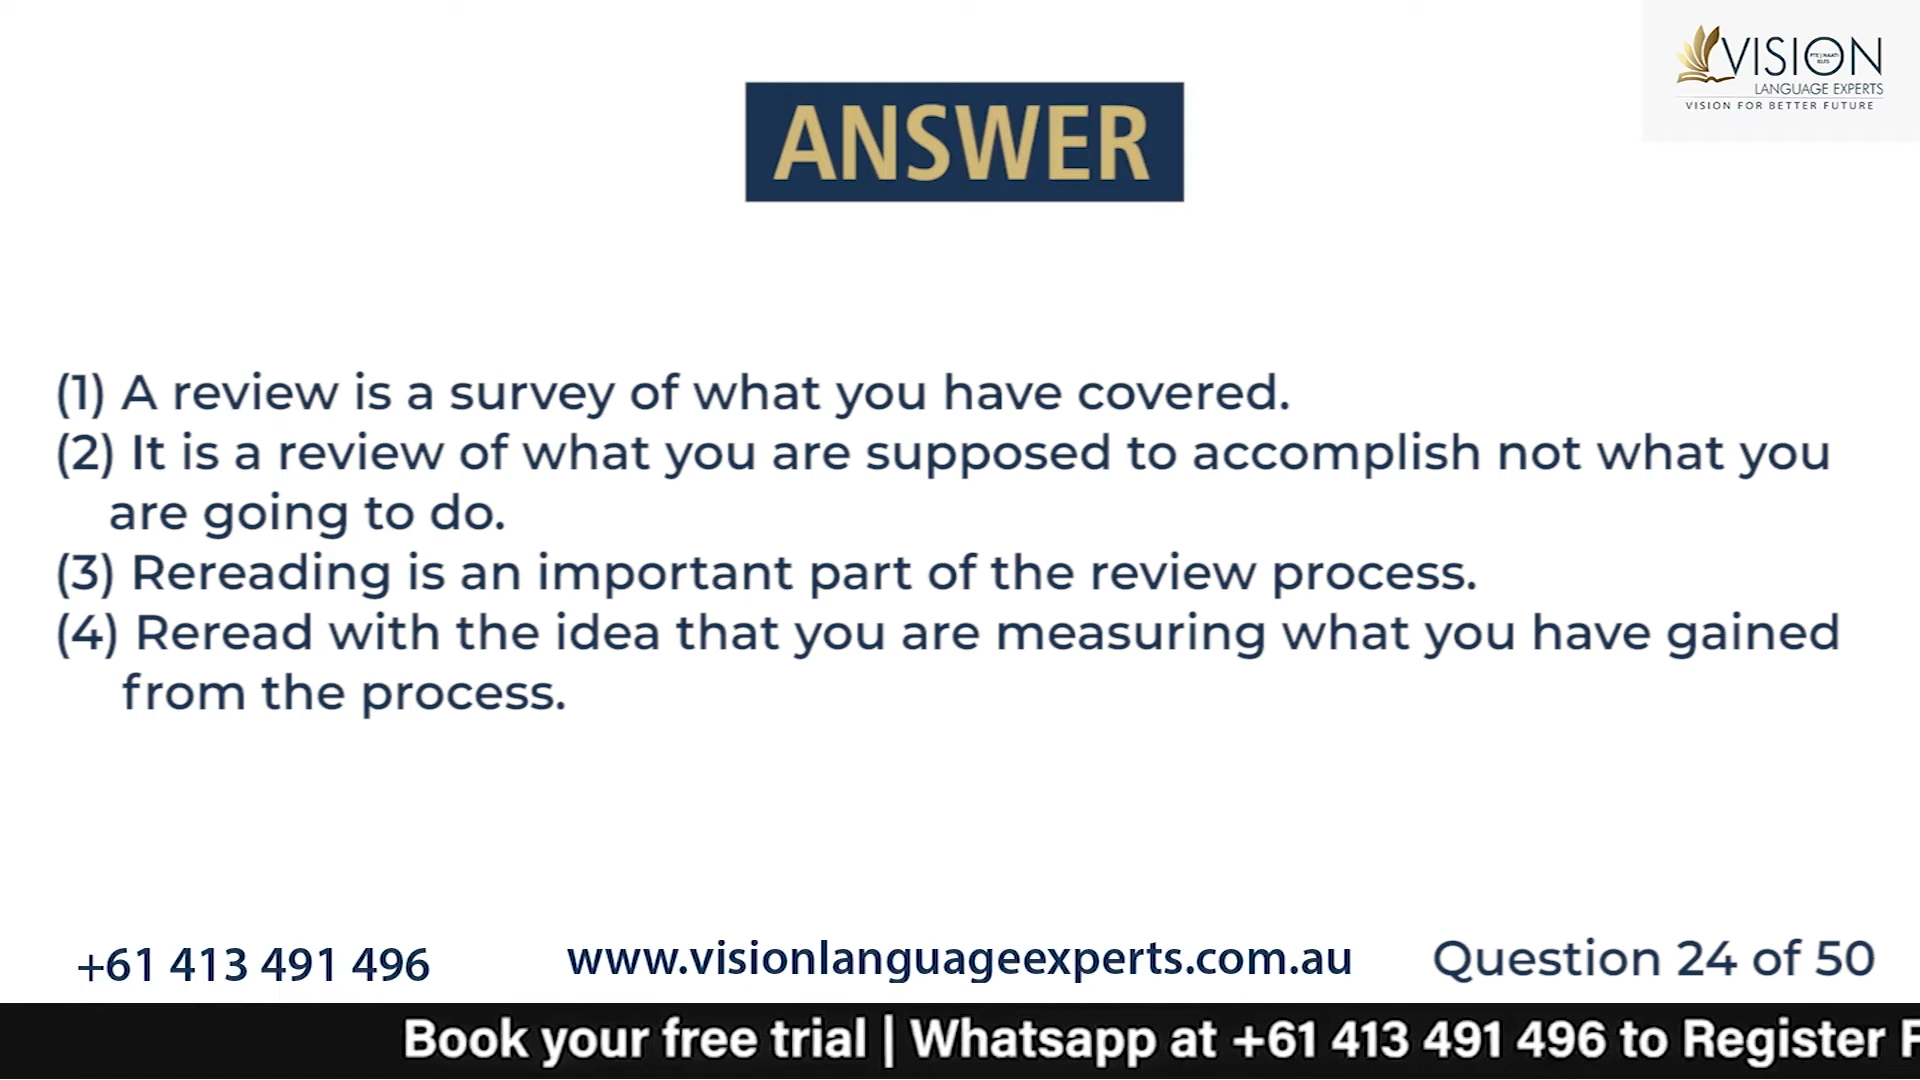 VISION
LANGUAGE EXPERTS
VISION FOR BETTER FUTURE
ANSWER
(1) A review is a survey of what you have covered.
(2) It is a review of what you are supposed to accomplish not what you
are going to do.
(3) Rereading is an important part of the review process.
(4) Reread with the idea that you are measuring what you have gained
from the process.
+61 413 491 496
www.visionlanguageexperts.com.au
Question 24 of 50
Book your free trial | Whatsapp at +61 413 491 496 to Register